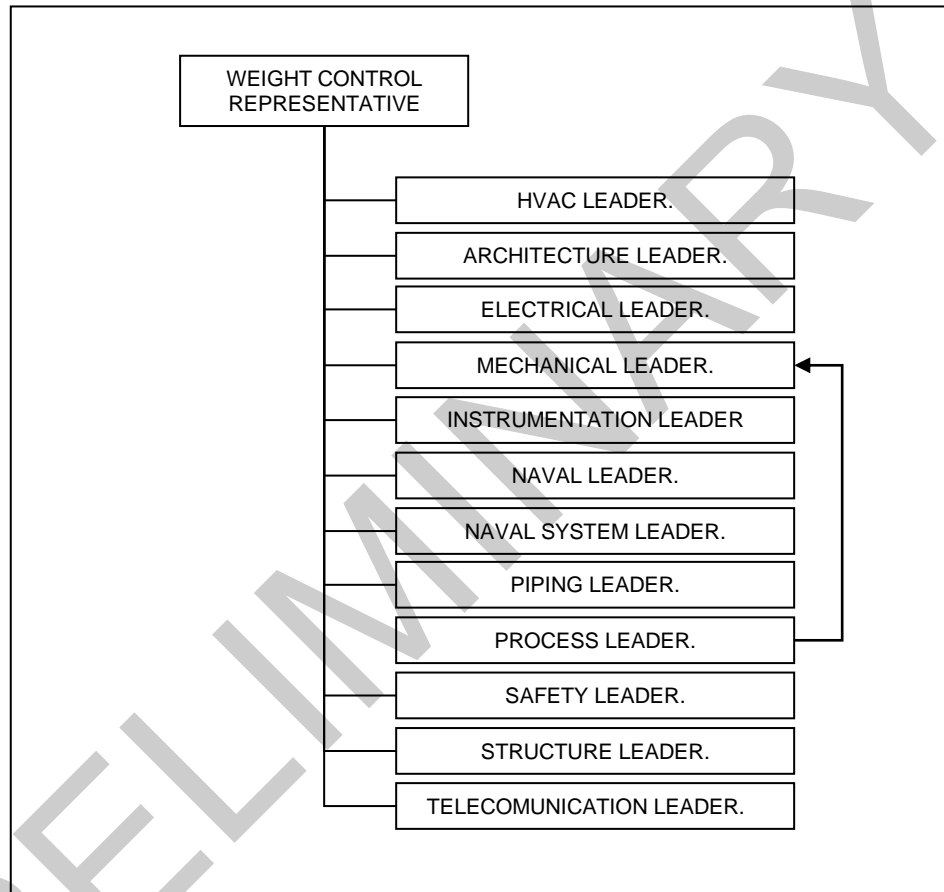 WEIGHT CONTROL
REPRESENTATIVE
HVAC LEADER.
ARCHITECTURE LEADER.
ELECTRICAL LEADER.
MECHANICAL LEADER.
INSTRUMENTATION LEADER
NAVAL LEADER.
NAVAL SYSTEM LEADER.
PIPING LEADER.
PROCESS LEADER.
SAFETY LEADER.
STRUCTURE LEADER.
TELECOMUNICATION LEADER.
ELIMINARY